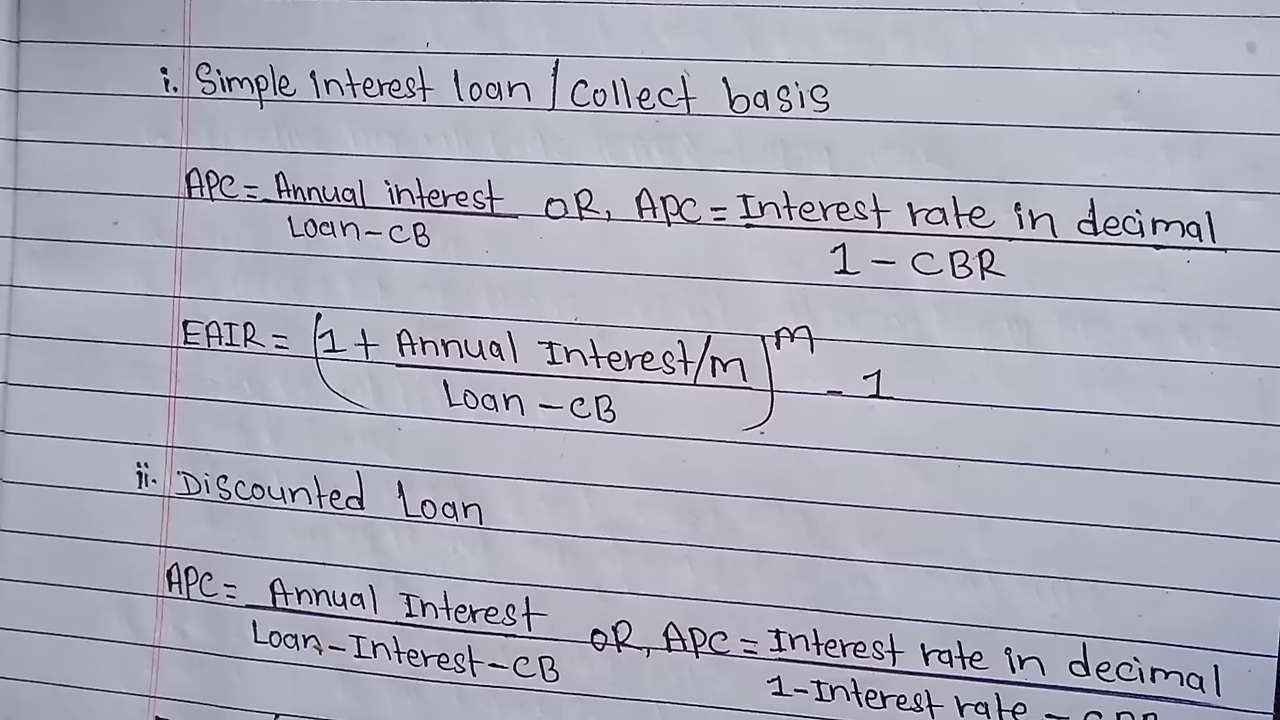 i. Simple interest loan / collect basis
APC = Annual interest / Loan - CB OR, APC = Interest rate in decimal / 1 - CBR
EAIR = (1 + Annual Interest/m / Loan - CB)^m - 1
ii. Discounted Loan
APC = Annual Interest / Loan - Interest - CB OR, APC = Interest rate in decimal / 1 - Interest rate -